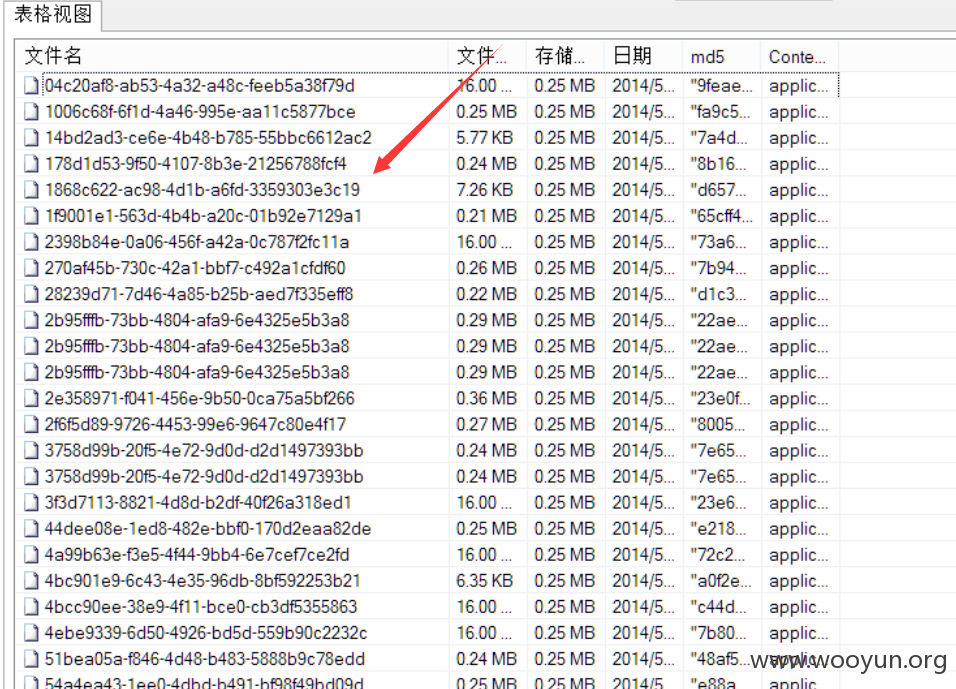 表格视图
文件名 文件... 存储... 日期 md5 Conte...
04c20af8-ab53-4a32-a48c-feeb5a38f79d 16.00 ... 0.25 MB 2014/5... "9feae... applic...
1006c68f-6f1d-4a46-995e-aa11c5877bce 0.25 MB 0.25 MB 2014/5... "fa9c5... applic...
14bd2ad3-ce6e-4b48-b785-55bbc6612ac2 5.77 KB 0.25 MB 2014/5... "7a4d... applic...
178d1d53-9f50-4107-8b3e-21256788fcf4 0.24 MB 0.25 MB 2014/5... "8b16... applic...
1868c622-ac98-4d1b-a6fd-3359303e3c19 7.26 KB 0.25 MB 2014/5... "d657... applic...
1f9001e1-563d-4b4b-a20c-01b92e7129a1 0.21 MB 0.25 MB 2014/5... "65cff4... applic...
2398b84e-0a06-456f-a42a-0c787f2fc11a 16.00 ... 0.25 MB 2014/5... "73a6... applic...
270af45b-730c-42a1-bbf7-c492a1cfdf60 0.26 MB 0.25 MB 2014/5... "7b94... applic...
28239d71-7d46-4a85-b25b-aed7f335eff8 0.22 MB 0.25 MB 2014/5... "d1c3... applic...
2b95fffb-73bb-4804-afa9-6e4325e5b3a8 0.29 MB 0.25 MB 2014/5... "22ae... applic...
2b95fffb-73bb-4804-afa9-6e4325e5b3a8 0.29 MB 0.25 MB 2014/5... "22ae... applic...
2b95fffb-73bb-4804-afa9-6e4325e5b3a8 0.29 MB 0.25 MB 2014/5... "22ae... applic...
2e358971-f041-456e-9b50-0ca75a5bf266 0.36 MB 0.25 MB 2014/5... "23e0f... applic...
2f6f5d89-9726-4453-99e6-9647c80e4f17 0.27 MB 0.25 MB 2014/5... "8005... applic...
3758d99b-20f5-4e72-9d0d-d2d1497393bb 0.24 MB 0.25 MB 2014/5... "7e65... applic...
3758d99b-20f5-4e72-9d0d-d2d1497393bb 0.24 MB 0.25 MB 2014/5... "7e65... applic...
3f3d7113-8821-4d8d-b2df-40f26a318ed1 16.00 ... 0.25 MB 2014/5... "23e6... applic...
44dee08e-1ed8-482e-bbf0-170d2eaa82de 0.25 MB 0.25 MB 2014/5... "e218... applic...
4a99b63e-f3e5-4f44-9bb4-6e7cef7ce2fd 16.00 ... 0.25 MB 2014/5... "72c2... applic...
4bc901e9-6c43-4e35-96db-8bf592253b21 6.35 KB 0.25 MB 2014/5... "a0f2e... applic...
4bcc90ee-38e9-4f11-bce0-cb3df5355863 16.00 ... 0.25 MB 2014/5... "c44d... applic...
4ebe9339-6d50-4926-bd5d-559b90c2232c 16.00 ... 0.25 MB 2014/5... "7b80... applic...
51bea05a-f846-4d48-b483-5888b9c78edd 0.24 MB 0.25 MB 2014/5... "48af5... applic...
www.wooyun.org
54a4ea43-1ee0-4dbd-b491-bf98f49bd09d 0.25 MB 0.25 MB 2014/5... "e88a... applic...